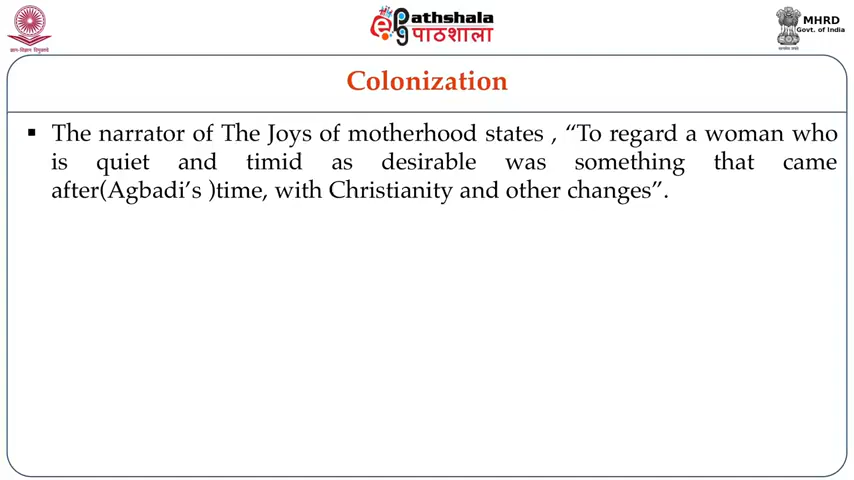 ePathshala
पाठशाला
MHRD
Govt. of India
Colonization
▪ The narrator of The Joys of motherhood states , “To regard a woman who
is quiet and timid as desirable was something that came
after(Agbadi’s )time, with Christianity and other changes”.